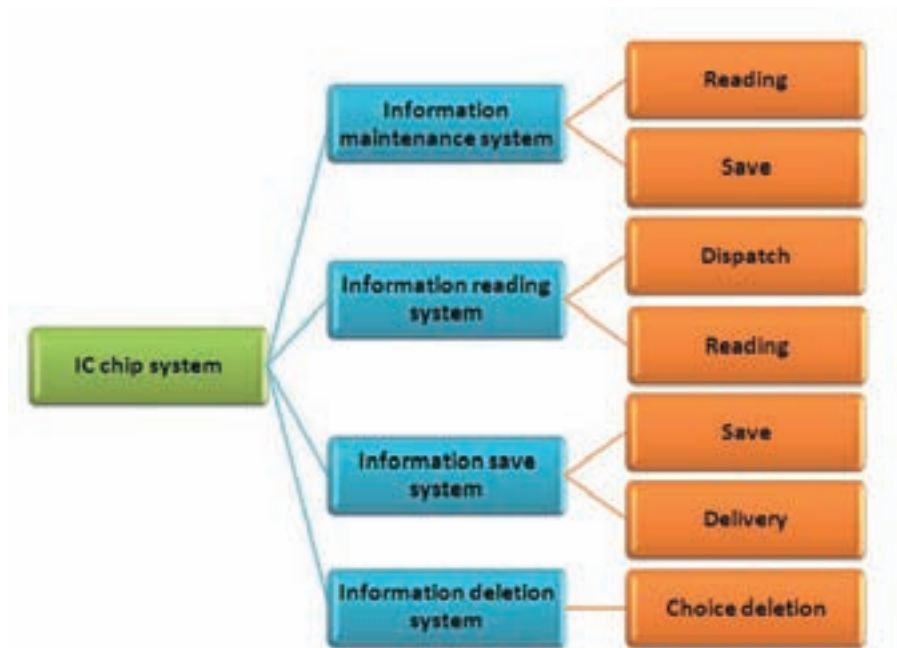 Information
maintenance system
Reading
Save
Information reading
system
Dispatch
Reading
IC chip system
Information save
system
Save
Delivery
Information deletion
system
Choice deletion